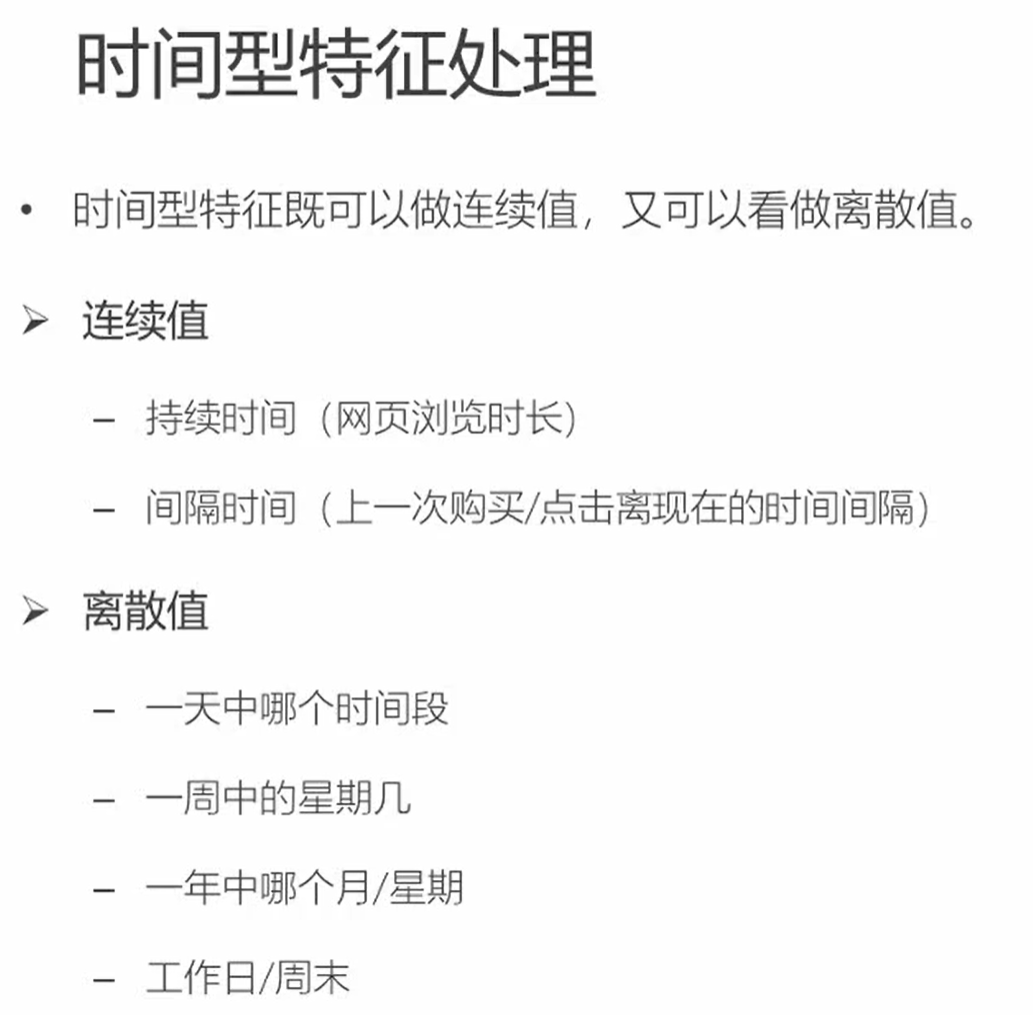 时间型特征处理
• 时间型特征既可以做连续值，又可以看做离散值。
➢ 连续值
– 持续时间（网页浏览时长）
– 间隔时间（上一次购买/点击离现在的时间间隔）
➢ 离散值
– 一天中哪个时间段
– 一周中的星期几
– 一年中哪个月/星期
– 工作日/周末